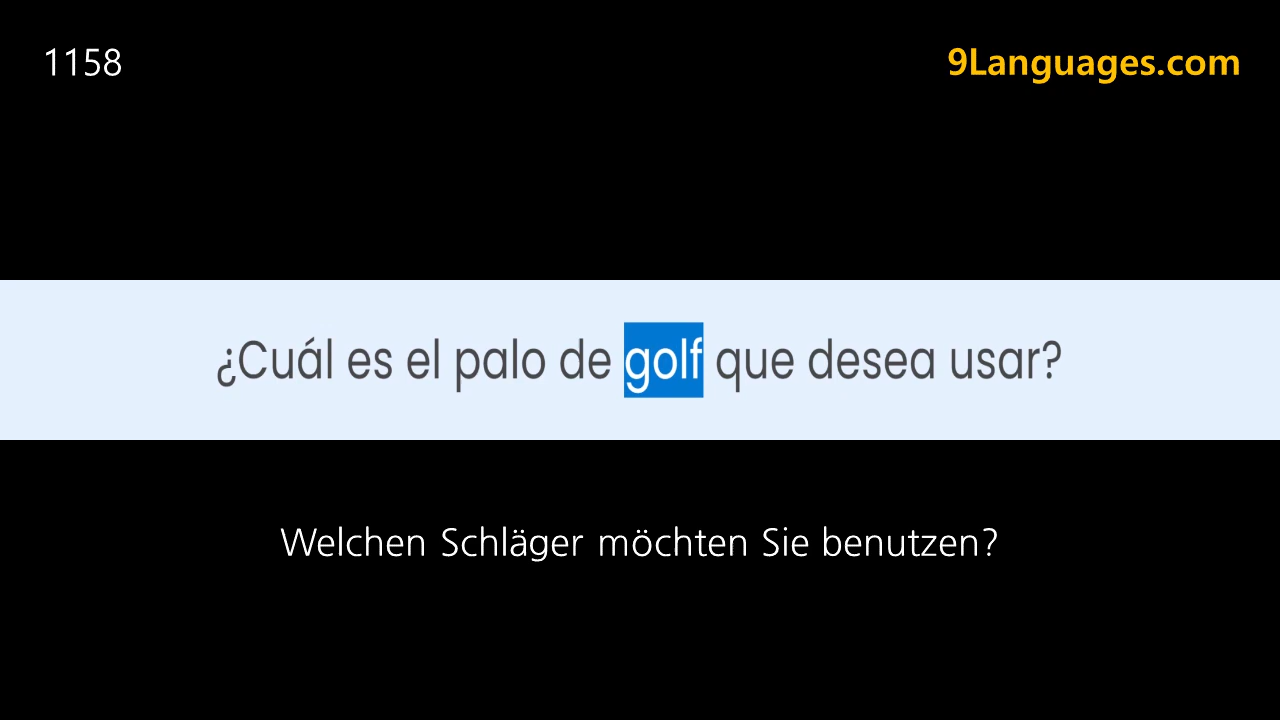 1158
9Languages.com
¿Cuál es el palo de golf que desea usar?
Welchen Schläger möchten Sie benutzen?